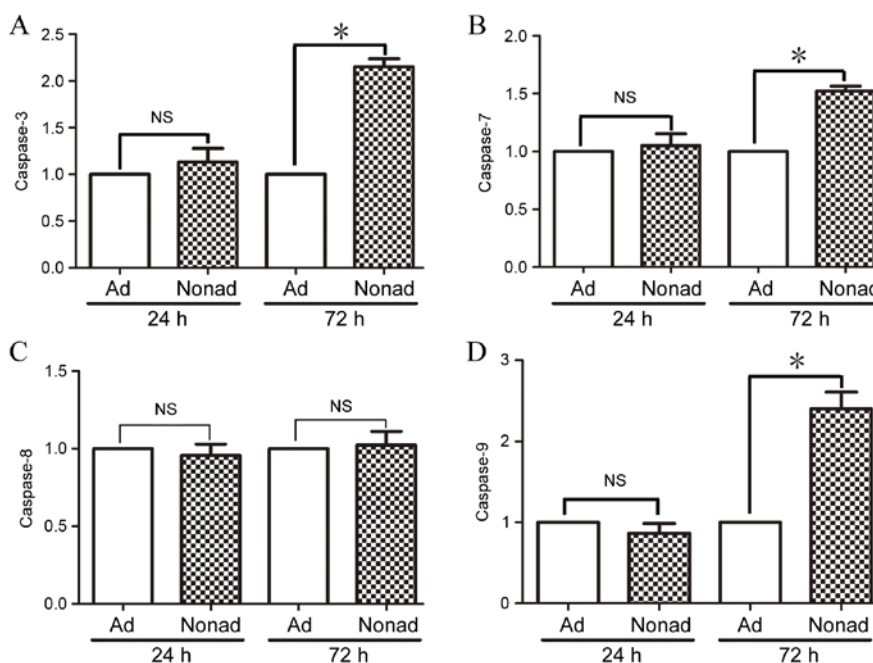 A
Caspase-3
2.5
2.0
1.5
1.0
0.5
0.0
NS
*
Ad Nonad Ad Nonad
24 h 72 h
B
Caspase-7
2.0
1.5
1.0
0.5
0.0
NS
*
Ad Nonad Ad Nonad
24 h 72 h
C
Caspase-8
1.5
1.0
0.5
0.0
NS NS
Ad Nonad Ad Nonad
24 h 72 h
D
Caspase-9
3
2
1
0
NS
*
Ad Nonad Ad Nonad
24 h 72 h